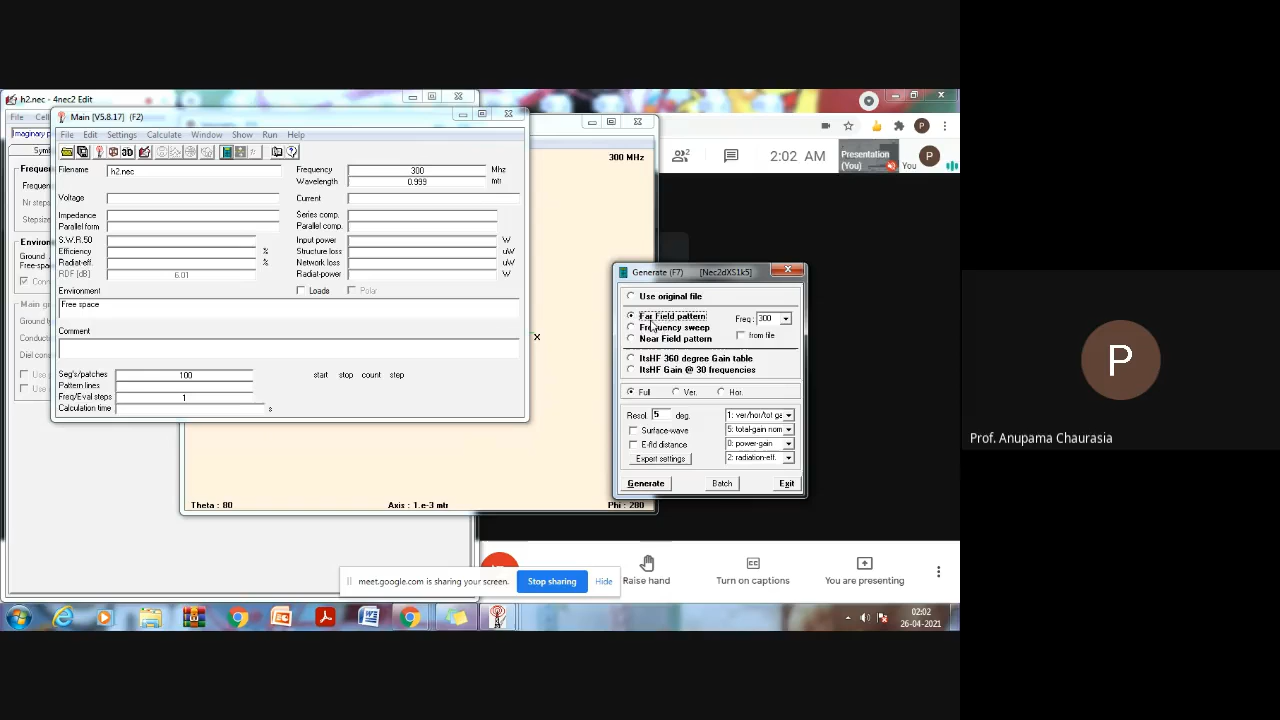 h2.nec - 4nec2 Edit
File
Cell
Main [V5.8.17] (F2)
File Edit Settings Calculate Window Show Run Help
3D
Filename
h2.nec
Frequency
300
Mhz
Wavelength
0.999
mtr
Voltage
Current
Impedance
Series comp.
Parallel form
Parallel comp.
S.W.R.50
Input power
W
Efficiency
%
Structure loss
uW
Radiat-eff.
%
Network loss
uW
RDF [dB]
6.01
Radiat-power
W
Environment
Loads
Polar
Free space
Comment
Seg's/patches
100
start stop count step
Pattern lines
Freq/Eval steps
1
Calculation time
s
300 MHz
X
Theta : 80
Axis : 1.e-3 mtr
Phi : 280
Generate (F7) [Nec2dXS1k5]
Use original file
Far Field pattern
Freq :
300
Frequency sweep
from file
Near Field pattern
ItsHF 360 degree Gain table
ItsHF Gain @ 30 frequencies
Full
Ver.
Hor.
Resol.
5
deg.
1: ver/hor/tot ga
Surface-wave
5: total-gain norm
E-fld distance
0: power-gain
Expert settings
2: radiation-eff.
Generate
Batch
Exit
2
2:02 AM
Presentation
(You)
You
P
P
meet.google.com is sharing your screen.
Stop sharing
Hide
Raise hand
Turn on captions
You are presenting
02:02
26-04-2021
P
Prof. Anupama Chaurasia